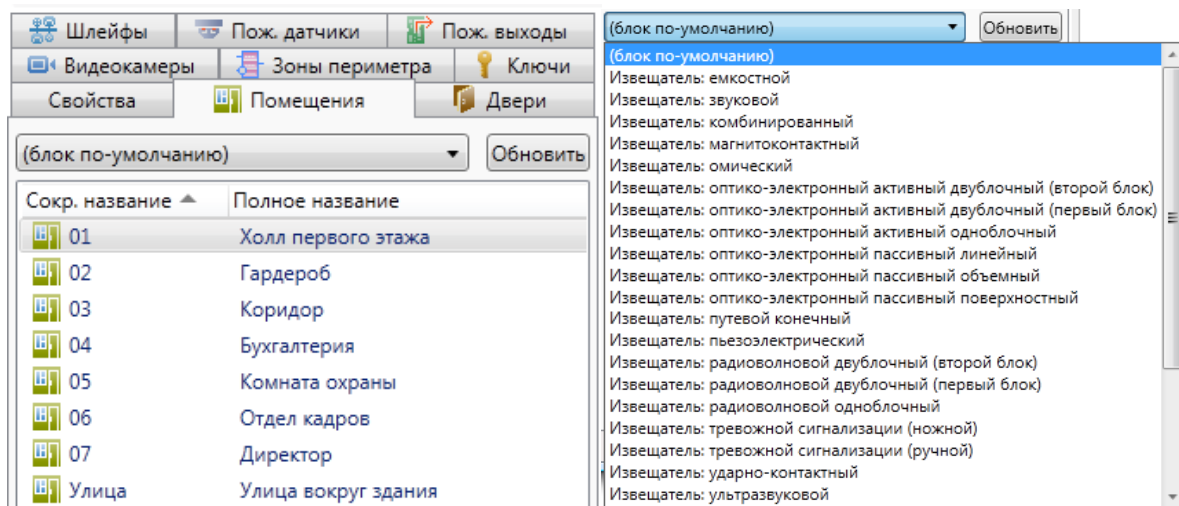 Шлейфы Пож. датчики Пож. выходы
Видеокамеры Зоны периметра Ключи
Свойства Помещения Двери
(блок по-умолчанию) Обновить
Сокр. название Полное название
01 Холл первого этажа
02 Гардероб
03 Коридор
04 Бухгалтерия
05 Комната охраны
06 Отдел кадров
07 Директор
Улица Улица вокруг здания
(блок по-умолчанию) Обновить
(блок по-умолчанию)
Извещатель: емкостной
Извещатель: звуковой
Извещатель: комбинированный
Извещатель: магнитоконтактный
Извещатель: омический
Извещатель: оптико-электронный активный двублочный (второй блок)
Извещатель: оптико-электронный активный двублочный (первый блок)
Извещатель: оптико-электронный активный одноблочный
Извещатель: оптико-электронный пассивный линейный
Извещатель: оптико-электронный пассивный объемный
Извещатель: оптико-электронный пассивный поверхностный
Извещатель: путевой конечный
Извещатель: пьезоэлектрический
Извещатель: радиоволновой двублочный (второй блок)
Извещатель: радиоволновой двублочный (первый блок)
Извещатель: радиоволновой одноблочный
Извещатель: тревожной сигнализации (ножной)
Извещатель: тревожной сигнализации (ручной)
Извещатель: ударно-контактный
Извещатель: ультразвуковой